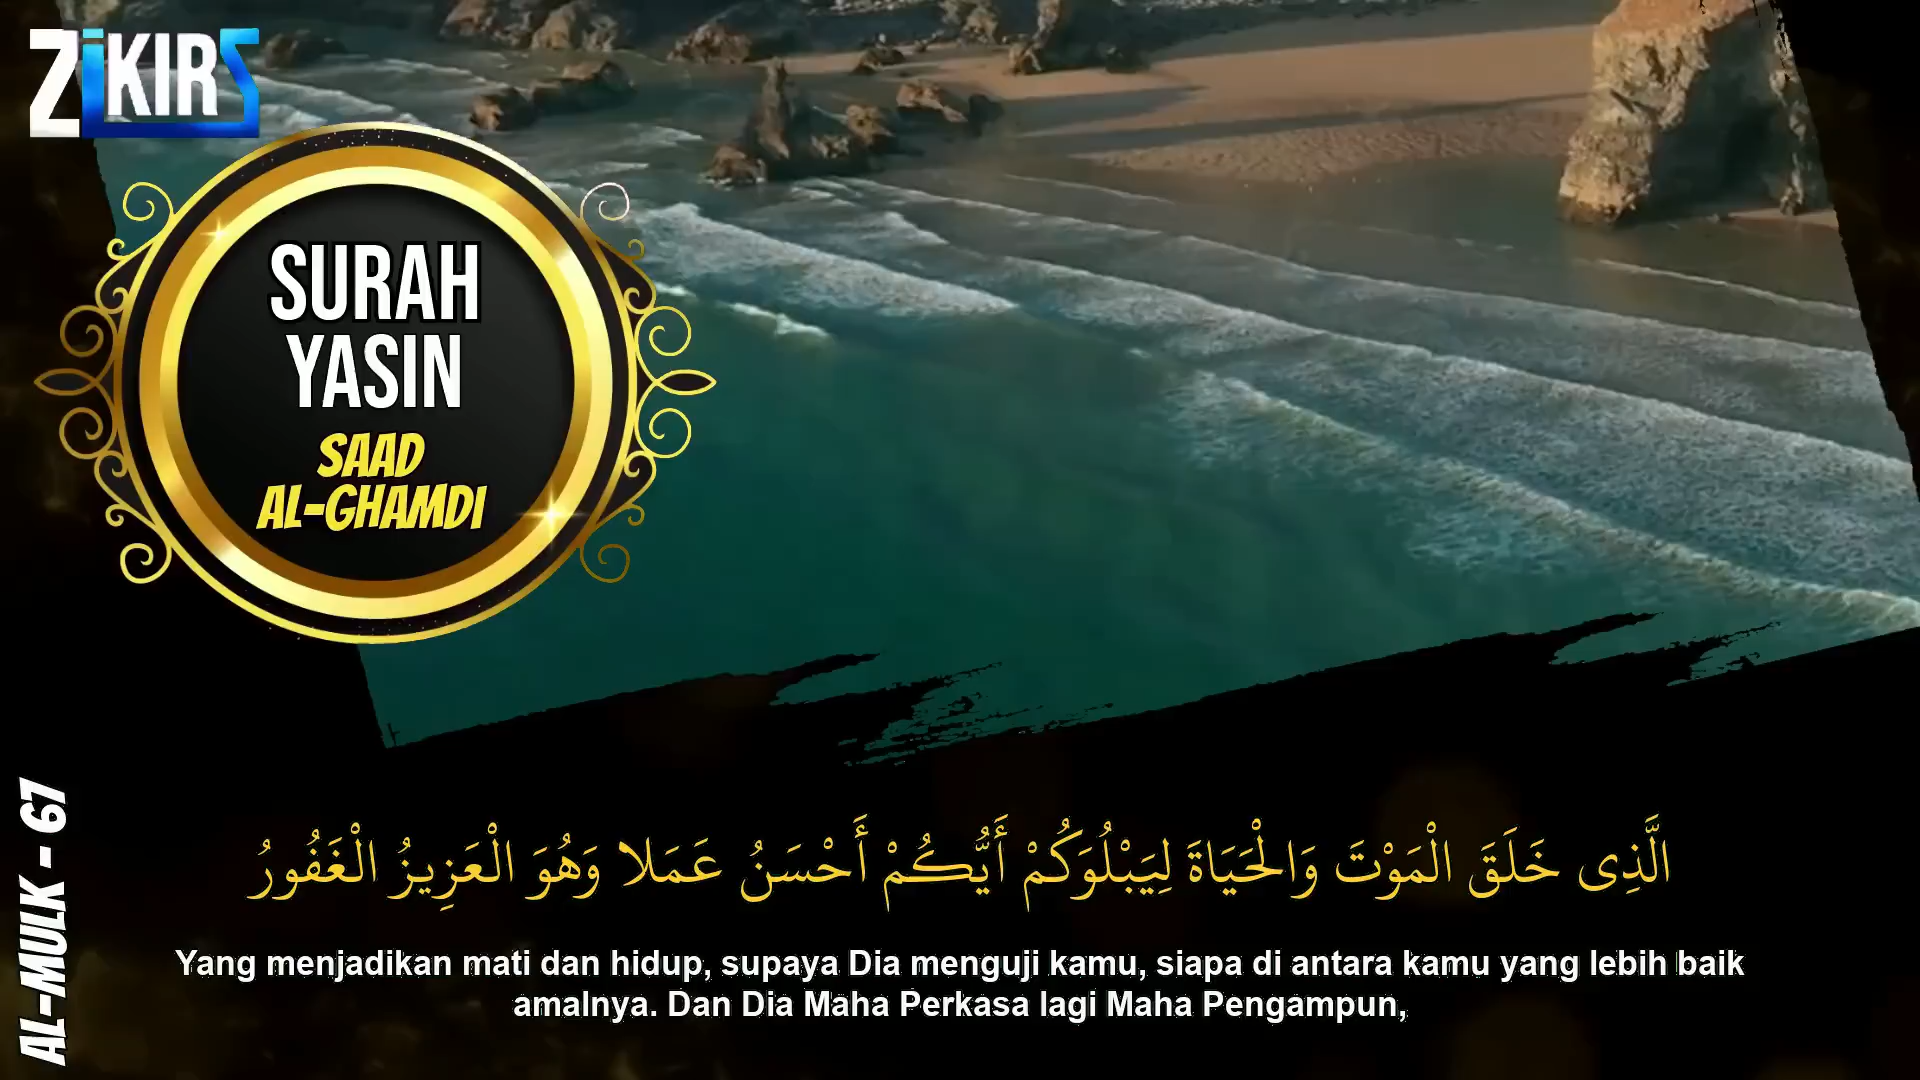 ZIKIRS
SURAH
YASIN
SAAD
AL-GHAMDI
AL-MULK - 67
الَّذِى خَلَقَ الْمَوْتَ وَالْحَيَاةَ لِيَبْلُوَكُمْ أَيُّكُمْ أَحْسَنُ عَمَلا وَهُوَ الْعَزِيزُ الْغَفُورُ
Yang menjadikan mati dan hidup, supaya Dia menguji kamu, siapa di antara kamu yang lebih baik
amalnya. Dan Dia Maha Perkasa lagi Maha Pengampun,